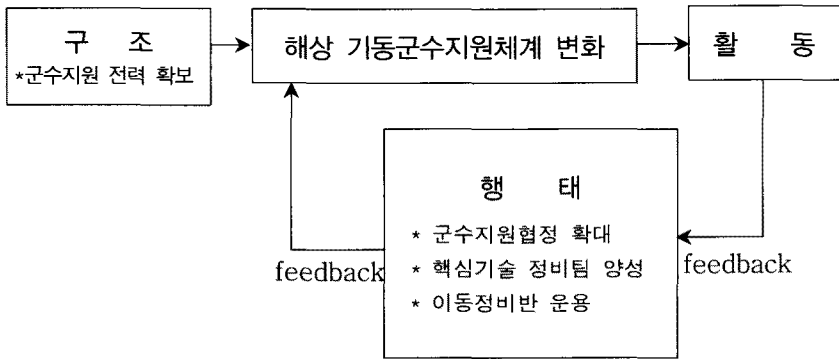 구 조
*군수지원 전력 확보
해상 기동군수지원체계 변화
활 동
행 태
* 군수지원협정 확대
* 핵심기술 정비팀 양성
* 이동정비반 운용
feedback
feedback